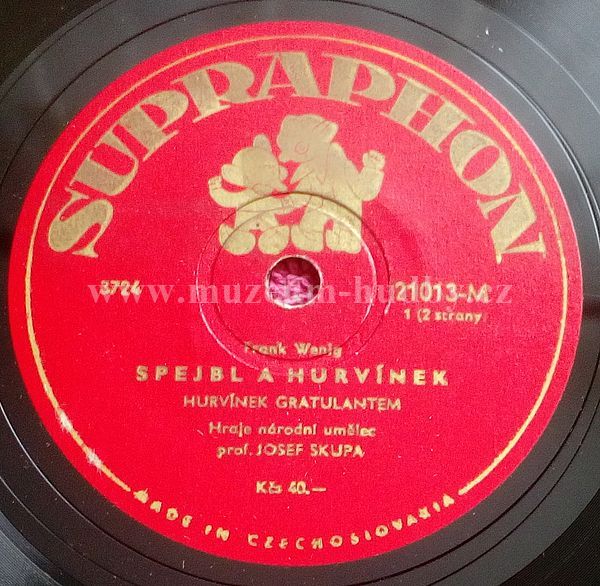 SUPRAPHON
3724
www.muzeum-hudby.cz
21013-M
1 (2 strany)
Frank Wenig
SPEJBL A HURVÍNEK
HURVÍNEK GRATULANTEM
Hraje národní umělec
prof. JOSEF SKUPA
Kčs 40.—
MADE IN CZECHOSLOVAKIA